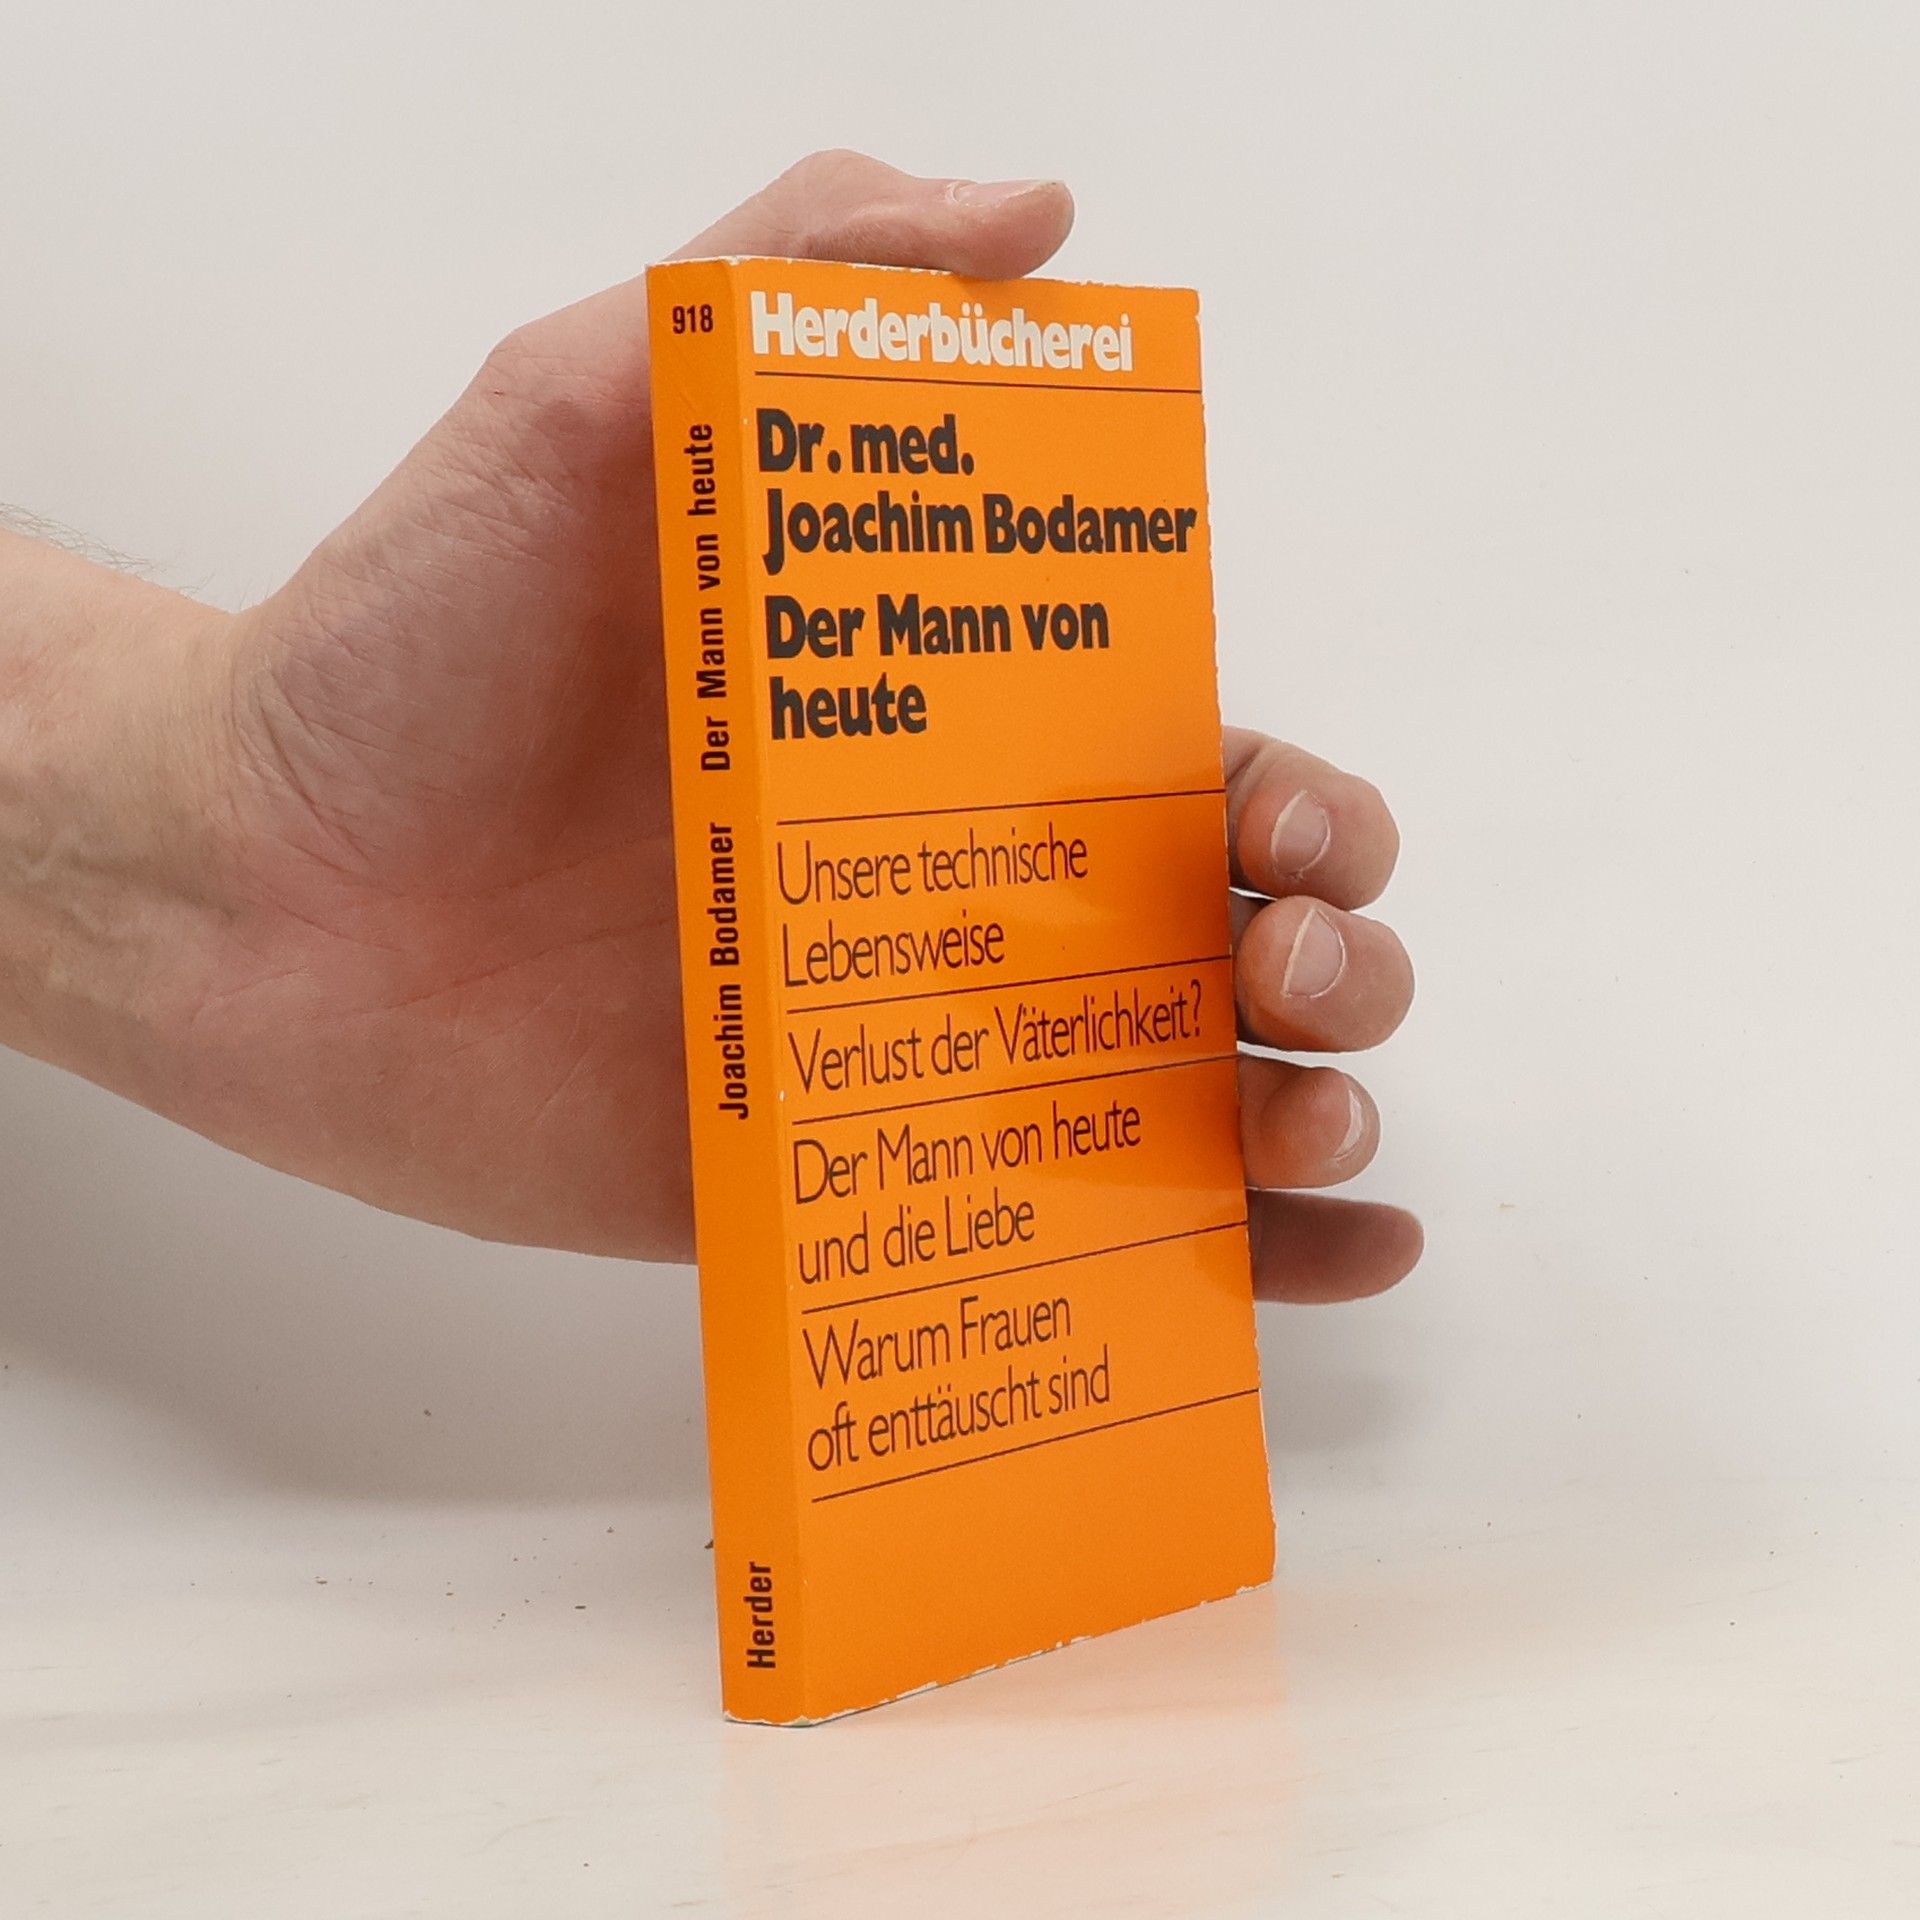 918
Joachim Bodamer Der Mann von heute
Herder
Herderbücherei
Dr. med.
Joachim Bodamer
Der Mann von
heute
Unsere technische
Lebensweise
Verlust der Väterlichkeit?
Der Mann von heute
und die Liebe
Warum Frauen
oft enttäuscht sind